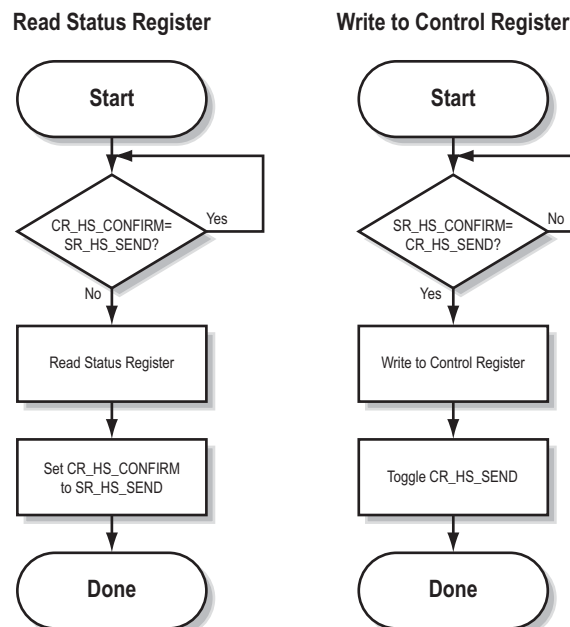 Read Status Register
Start
CR_HS_CONFIRM=
SR_HS_SEND?
Yes
No
Read Status Register
Set CR_HS_CONFIRM
to SR_HS_SEND
Done
Write to Control Register
Start
SR_HS_CONFIRM=
CR_HS_SEND?
No
Yes
Write to Control Register
Toggle CR_HS_SEND
Done